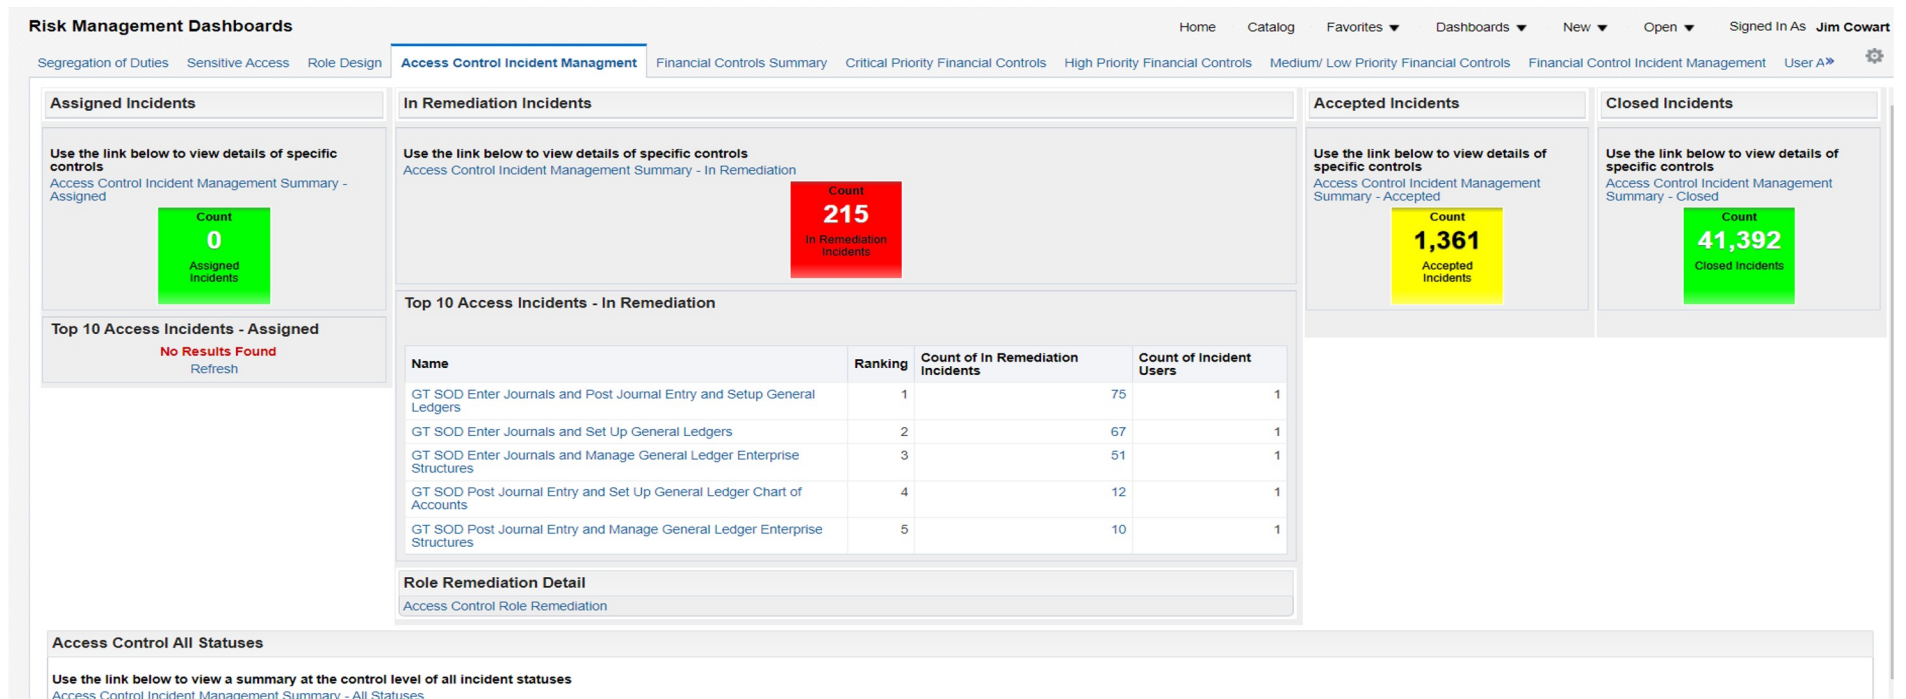 Risk Management Dashboards
Home Catalog Favorites Dashboards New Open Signed In As Jim Cowart
Segregation of Duties Sensitive Access Role Design Access Control Incident Managment Financial Controls Summary Critical Priority Financial Controls High Priority Financial Controls Medium/ Low Priority Financial Controls Financial Control Incident Management User A»
Assigned Incidents
Use the link below to view details of specific
controls
Access Control Incident Management Summary -
Assigned
Count
0
Assigned
Incidents
Top 10 Access Incidents - Assigned
No Results Found
Refresh
In Remediation Incidents
Use the link below to view details of specific controls
Access Control Incident Management Summary - In Remediation
Count
215
In Remediation
Incidents
Top 10 Access Incidents - In Remediation
Name Ranking Count of In Remediation Incidents Count of Incident Users
GT SOD Enter Journals and Post Journal Entry and Setup General Ledgers 1 75 1
GT SOD Enter Journals and Set Up General Ledgers 2 67 1
GT SOD Enter Journals and Manage General Ledger Enterprise Structures 3 51 1
GT SOD Post Journal Entry and Set Up General Ledger Chart of Accounts 4 12 1
GT SOD Post Journal Entry and Manage General Ledger Enterprise Structures 5 10 1
Role Remediation Detail
Access Control Role Remediation
Accepted Incidents
Use the link below to view details of
specific controls
Access Control Incident Management
Summary - Accepted
Count
1,361
Accepted
Incidents
Closed Incidents
Use the link below to view details of
specific controls
Access Control Incident Management
Summary - Closed
Count
41,392
Closed Incidents
Access Control All Statuses
Use the link below to view a summary at the control level of all incident statuses
Access Control Incident Management Summary - All Statuses